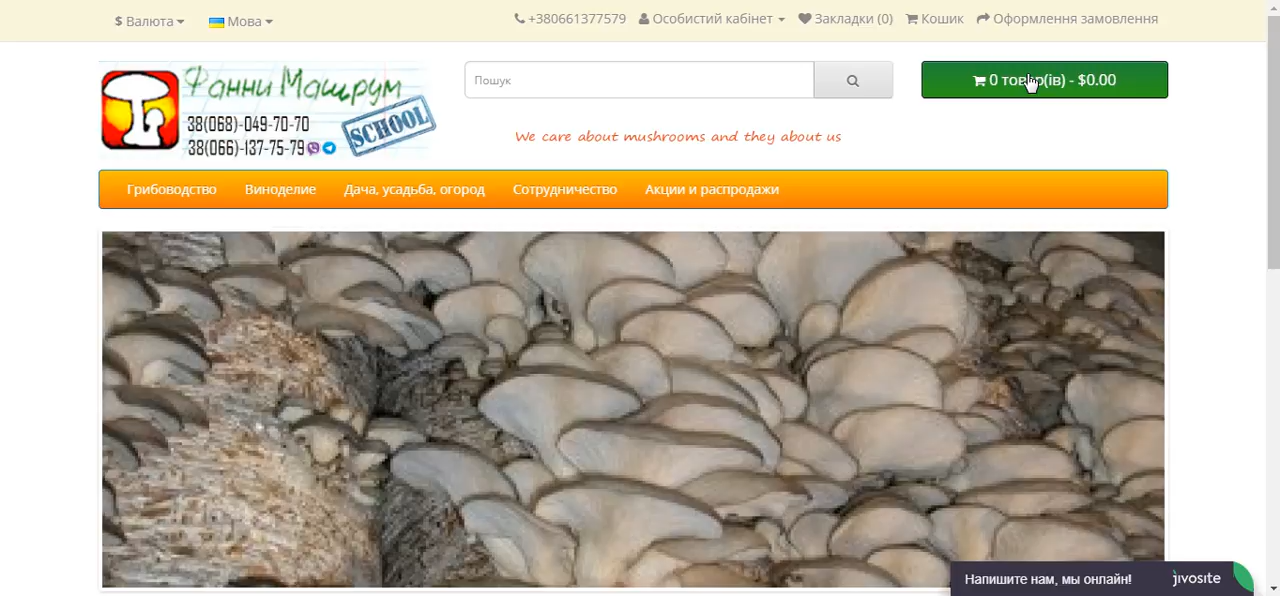 $ Валюта Мова +380661377579 Особистий кабінет Закладки (0) Кошик Оформлення замовлення
Фанни Машрум
38(068)-049-70-70
38(066)-137-75-79
SCHOOL
Пошук
0 товар(ів) - $0.00
We care about mushrooms and they about us
Грибоводство Виноделие Дача, усадьба, огород Сотрудничество Акции и распродажи
Напишите нам, мы онлайн! jivosite